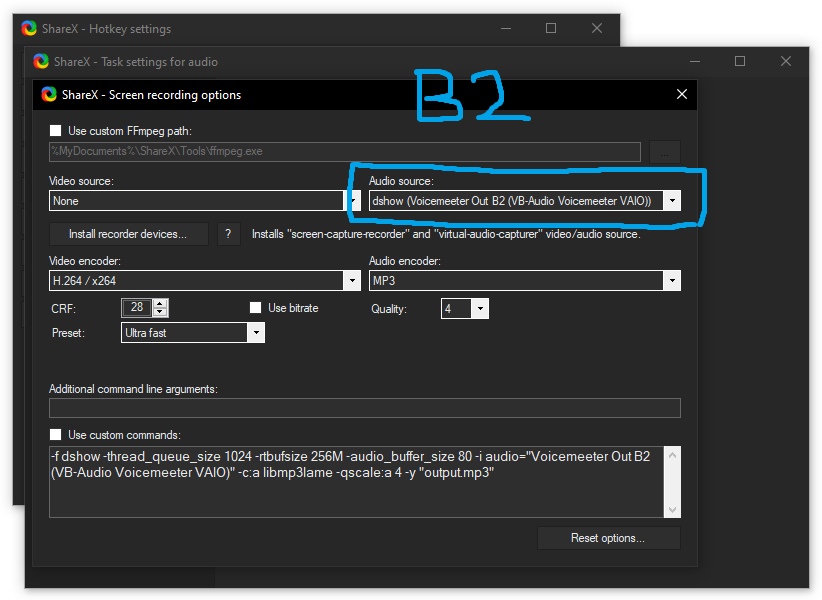 ShareX - Hotkey settings
ShareX - Task settings for audio
B2
ShareX - Screen recording options
Use custom FFmpeg path:
%MyDocuments%\ShareX\Tools\ffmpeg.exe
...
Video source:
Audio source:
None
dshow (Voicemeeter Out B2 (VB-Audio Voicemeeter VAIO))
Install recorder devices...
?
Installs "screen-capture-recorder" and "virtual-audio-capturer" video/audio source.
Video encoder:
Audio encoder:
H.264 / x264
MP3
CRF:
28
Use bitrate
Quality:
4
Preset:
Ultra fast
Additional command line arguments:
Use custom commands:
-f dshow -thread_queue_size 1024 -rtbufsize 256M -audio_buffer_size 80 -i audio="Voicemeeter Out B2
(VB-Audio Voicemeeter VAIO)" -c:a libmp3lame -qscale:a 4 -y "output.mp3"
Reset options...